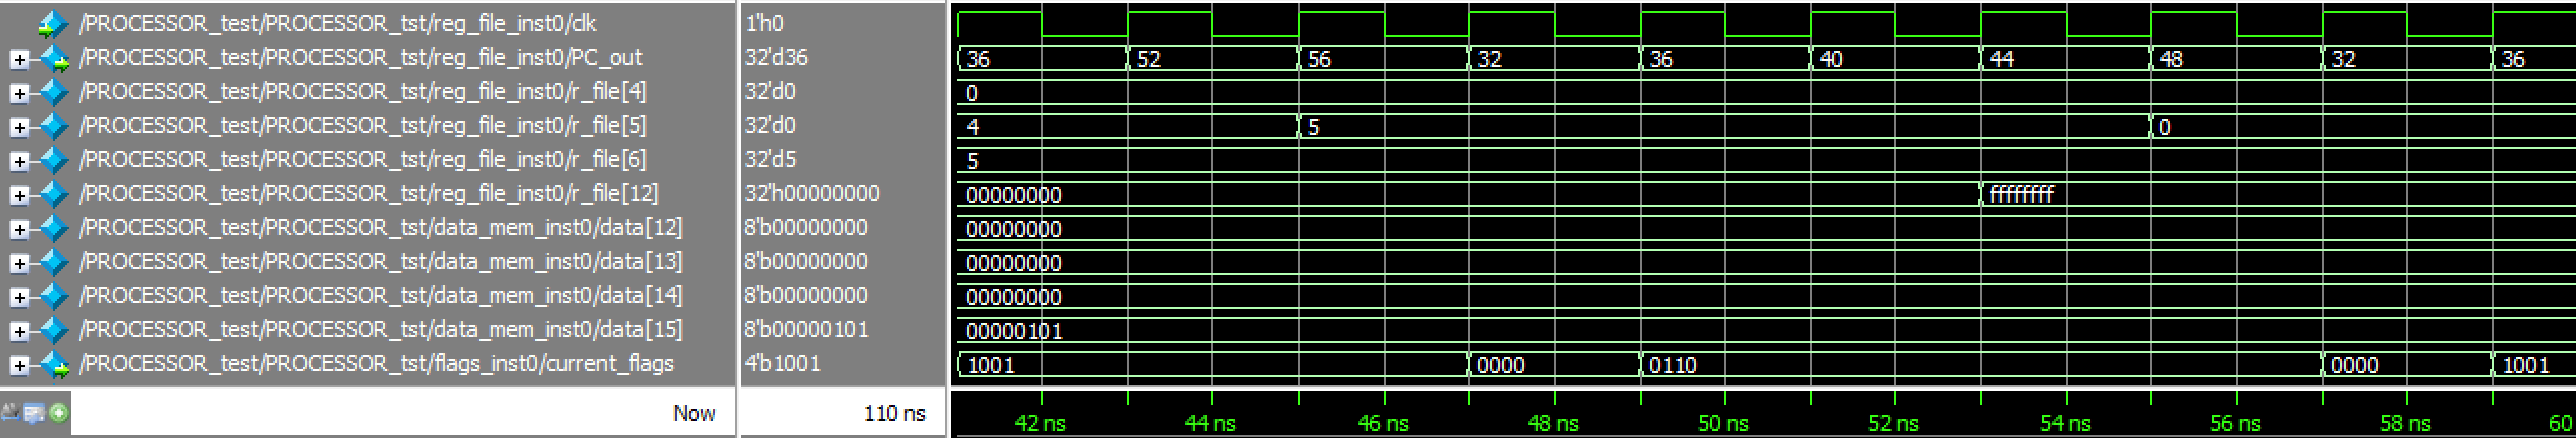 /PROCESSOR_test/PROCESSOR_tst/reg_file_inst0/clk 1'h0
/PROCESSOR_test/PROCESSOR_tst/reg_file_inst0/PC_out 32'd36 36 52 56 32 36 40 44 48 32 36
/PROCESSOR_test/PROCESSOR_tst/reg_file_inst0/r_file[4] 32'd0 0
/PROCESSOR_test/PROCESSOR_tst/reg_file_inst0/r_file[5] 32'd0 4 5 0
/PROCESSOR_test/PROCESSOR_tst/reg_file_inst0/r_file[6] 32'd5 5
/PROCESSOR_test/PROCESSOR_tst/reg_file_inst0/r_file[12] 32'h00000000 00000000 ffffffff
/PROCESSOR_test/PROCESSOR_tst/data_mem_inst0/data[12] 8'b00000000 00000000
/PROCESSOR_test/PROCESSOR_tst/data_mem_inst0/data[13] 8'b00000000 00000000
/PROCESSOR_test/PROCESSOR_tst/data_mem_inst0/data[14] 8'b00000000 00000000
/PROCESSOR_test/PROCESSOR_tst/data_mem_inst0/data[15] 8'b00000101 00000101
/PROCESSOR_test/PROCESSOR_tst/flags_inst0/current_flags 4'b1001 1001 0000 0110 0000 1001
Now 110 ns 42 ns 44 ns 46 ns 48 ns 50 ns 52 ns 54 ns 56 ns 58 ns 60